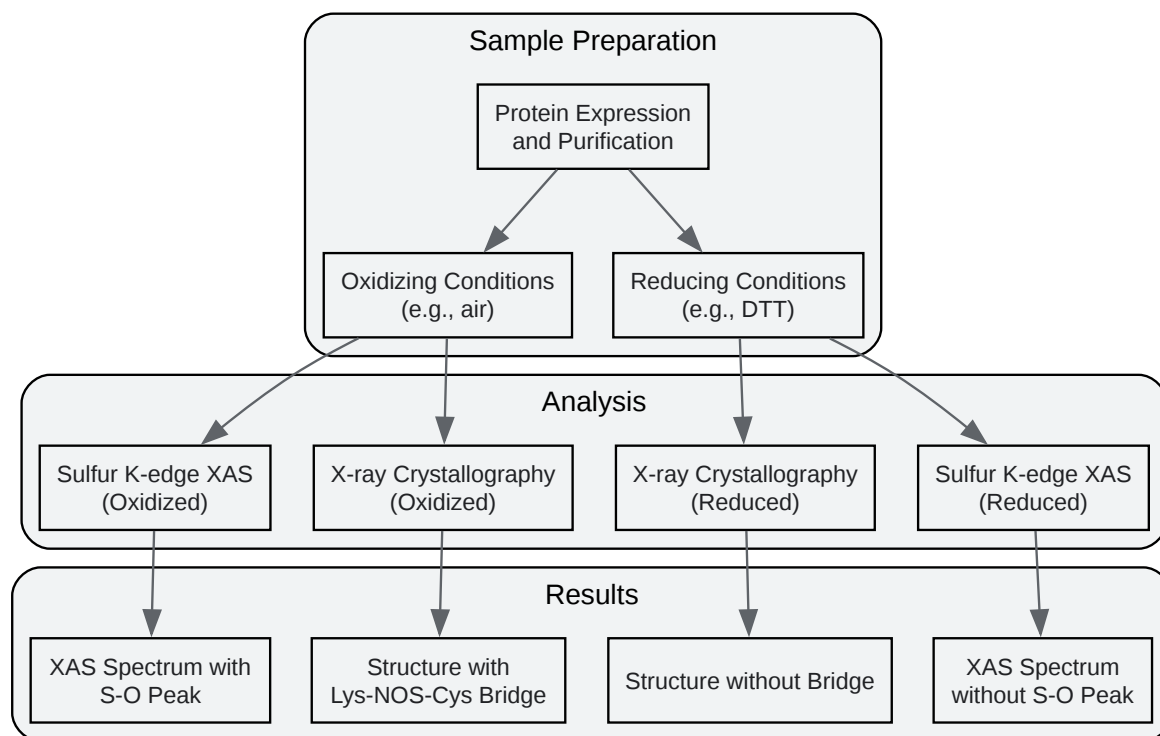 Sample Preparation
Protein Expression
and Purification
Oxidizing Conditions
(e.g., air)
Reducing Conditions
(e.g., DTT)
Analysis
Sulfur K-edge XAS
(Oxidized)
X-ray Crystallography
(Oxidized)
X-ray Crystallography
(Reduced)
Sulfur K-edge XAS
(Reduced)
Results
XAS Spectrum with
S-O Peak
Structure with
Lys-NOS-Cys Bridge
Structure without Bridge
XAS Spectrum
without S-O Peak